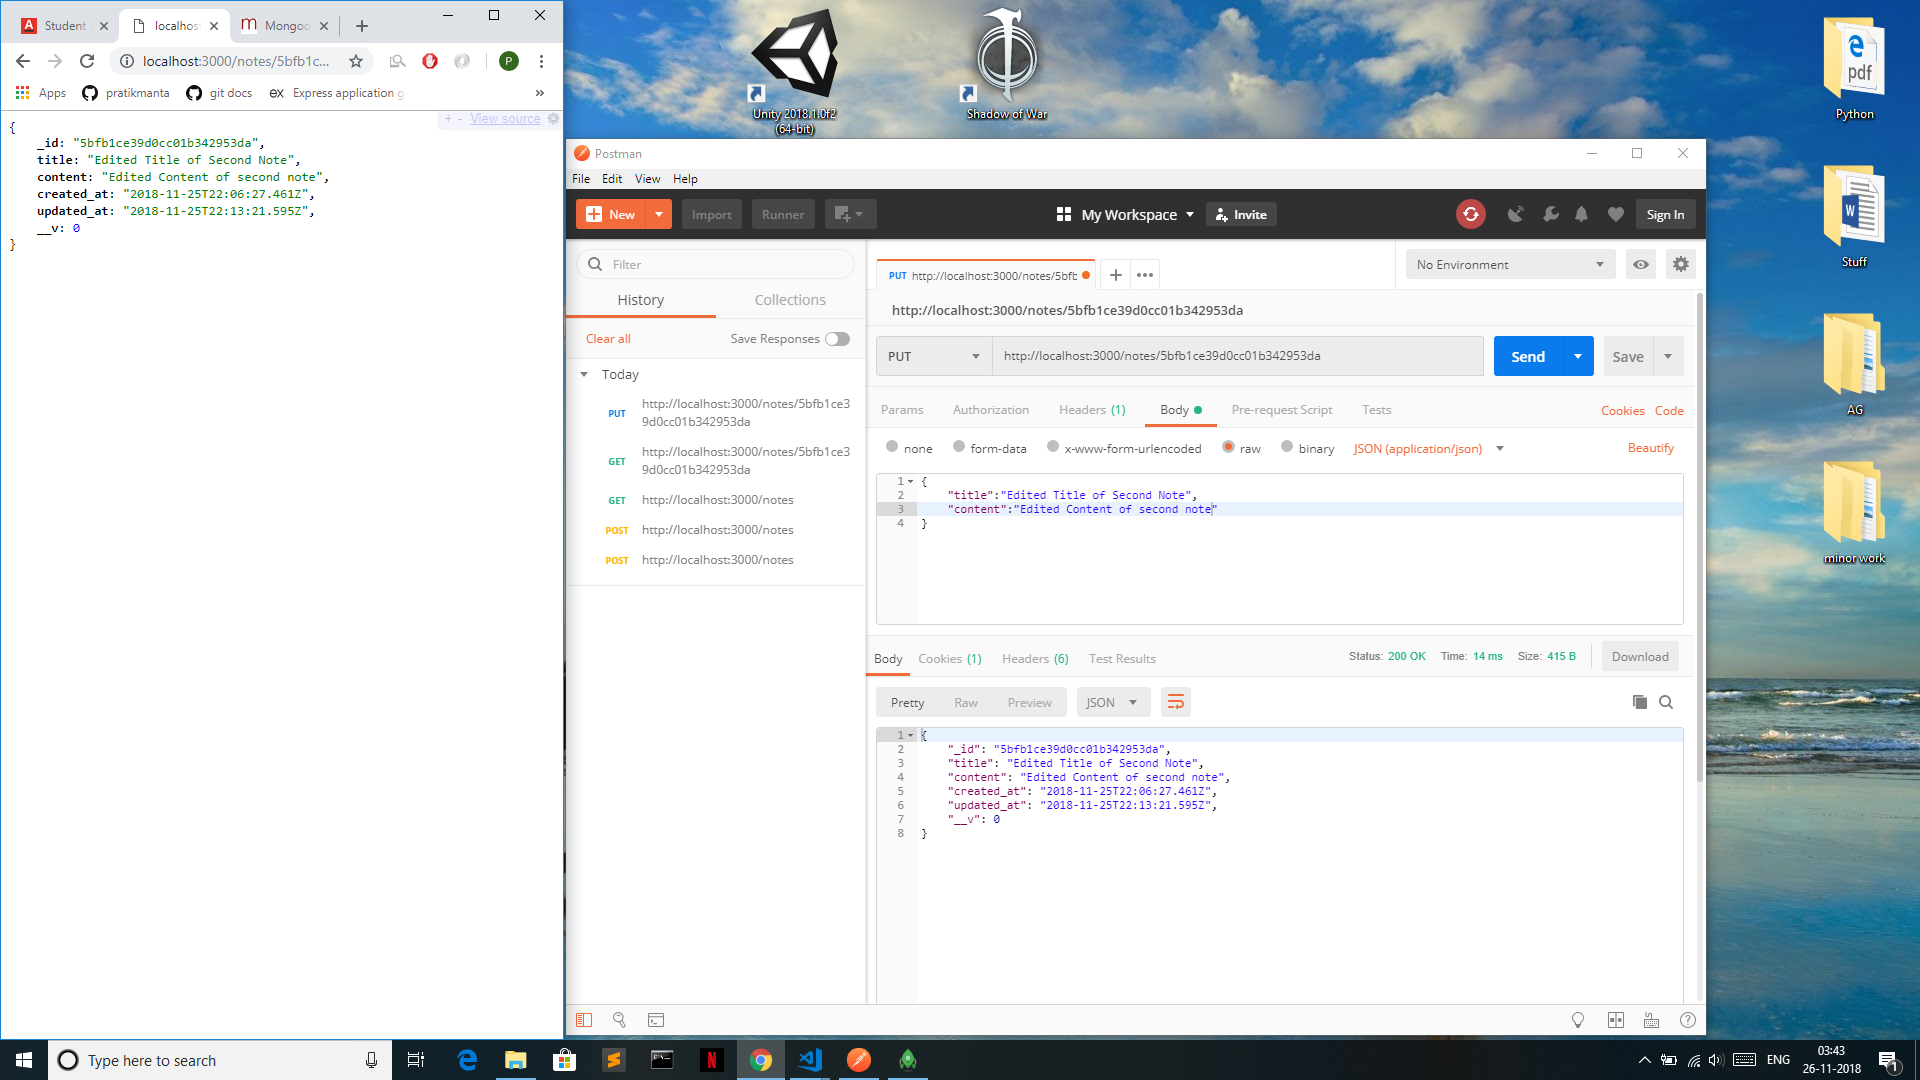 Student
localhos
Mongoo
localhost:3000/notes/5bfb1c...
P
Apps
pratikmanta
git docs
ex
Express application g
»
+ - View source
{
_id: "5bfb1ce39d0cc01b342953da",
title: "Edited Title of Second Note",
content: "Edited Content of second note",
created_at: "2018-11-25T22:06:27.461Z",
updated_at: "2018-11-25T22:13:21.595Z",
__v: 0
}
Unity 2018.1.0f2
(64-bit)
Shadow of War
pdf
Python
W
Stuff
AG
minor work
Postman
File Edit View Help
New
Import
Runner
My Workspace
Invite
Sign In
Filter
History
Collections
Clear all
Save Responses
Today
PUT http://localhost:3000/notes/5bfb1ce3
9d0cc01b342953da
GET http://localhost:3000/notes/5bfb1ce3
9d0cc01b342953da
GET http://localhost:3000/notes
POST http://localhost:3000/notes
POST http://localhost:3000/notes
PUT http://localhost:3000/notes/5bfb
No Environment
http://localhost:3000/notes/5bfb1ce39d0cc01b342953da
PUT
http://localhost:3000/notes/5bfb1ce39d0cc01b342953da
Send
Save
Params Authorization Headers (1) Body Pre-request Script Tests
Cookies Code
none form-data x-www-form-urlencoded raw binary JSON (application/json)
Beautify
1 {
2 "title":"Edited Title of Second Note",
3 "content":"Edited Content of second note"
4 }
Body Cookies (1) Headers (6) Test Results
Status: 200 OK Time: 14 ms Size: 415 B
Download
Pretty Raw Preview
JSON
1 {
2 "_id": "5bfb1ce39d0cc01b342953da",
3 "title": "Edited Title of Second Note",
4 "content": "Edited Content of second note",
5 "created_at": "2018-11-25T22:06:27.461Z",
6 "updated_at": "2018-11-25T22:13:21.595Z",
7 "__v": 0
8 }
Type here to search
ENG
03:43
26-11-2018
1